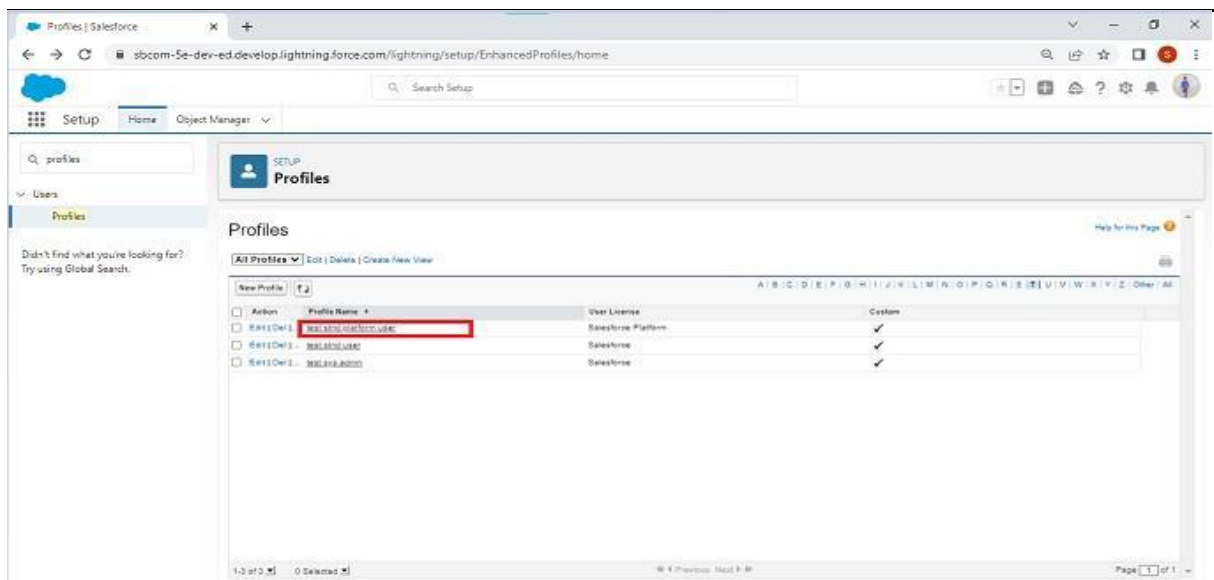 Profiles | Salesforce
sbcom-5e-dev-ed.develop.lightning.force.com/lightning/setup/EnhancedProfiles/home
S
Search Setup
Setup
Home
Object Manager
profiles
Users
Profiles
Didn't find what you're looking for?
Try using Global Search.
SETUP
Profiles
Profiles
Help for this Page
All Profiles Edit | Delete | Create New View
New Profile
A | B | C | D | E | F | G | H | I | J | K | L | M | N | O | P | Q | R | S | T | U | V | W | X | Y | Z | Other | All
Action Profile Name User License Custom
Edit | Del | ... test.stnd.platform.user Salesforce Platform
Edit | Del | ... test.stnd.user Salesforce
Edit | Del | ... test.sys.admin Salesforce
1-3 of 3 0 Selected Previous Next Page 1 of 1